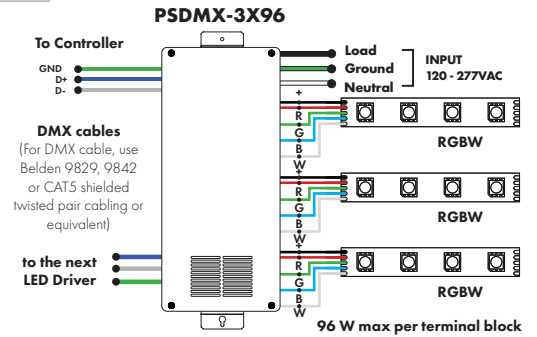 PSDMX-3X96
To Controller
GND
D+
D-
DMX cables
(For DMX cable, use
Belden 9829, 9842
or CAT5 shielded
twisted pair cabling or
equivalent)
to the next
LED Driver
Load
Ground
Neutral
INPUT
120 - 277VAC
+
R
G
B
W
RGBW
+
R
G
B
W
RGBW
+
R
G
B
W
RGBW
96 W max per terminal block